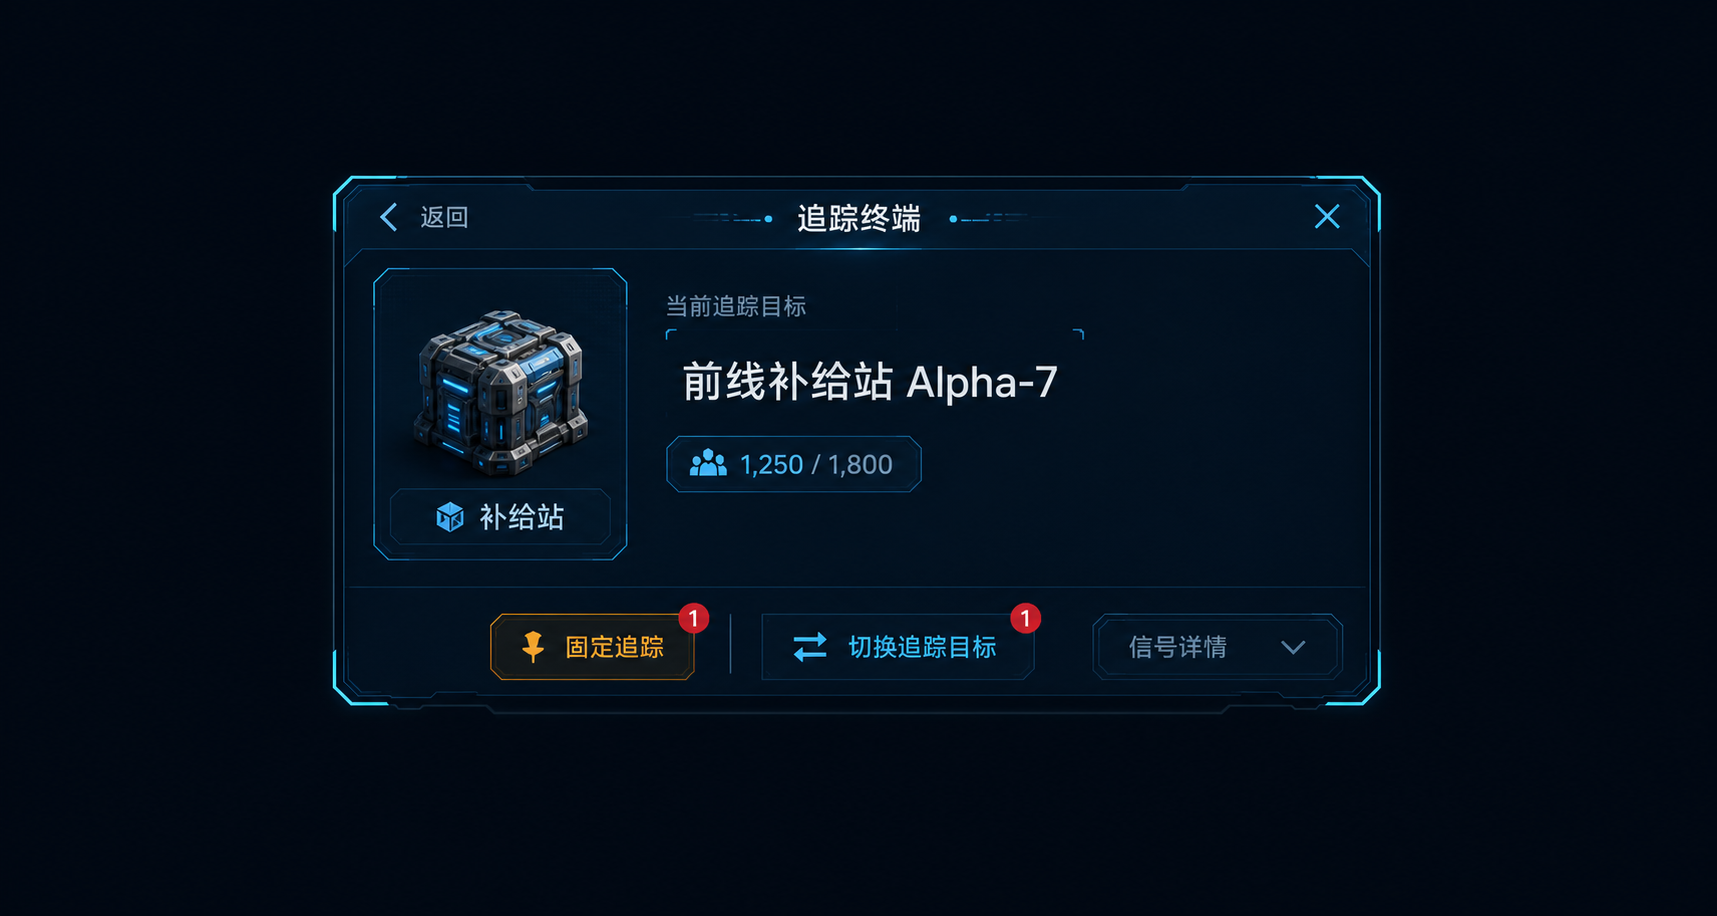 返回
追踪终端
当前追踪目标
前线补给站 Alpha-7
1,250 / 1,800
补给站
固定追踪
1
切换追踪目标
1
信号详情